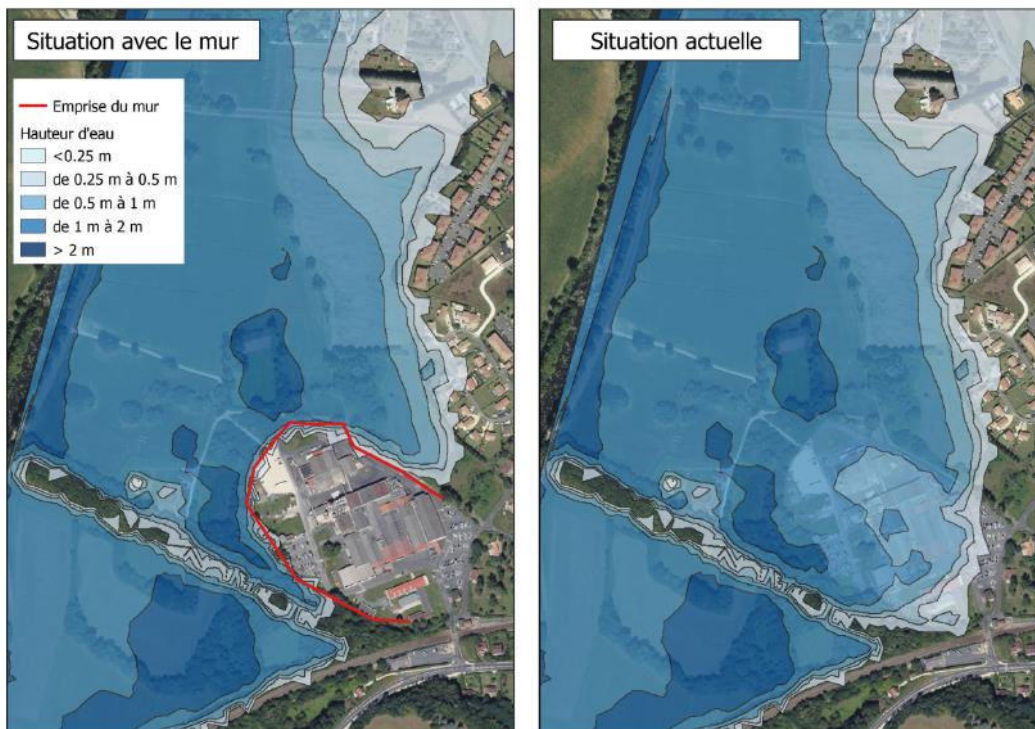 Situation avec le mur
Emprise du mur
Hauteur d'eau
<0.25 m
de 0.25 m à 0.5 m
de 0.5 m à 1 m
de 1 m à 2 m
> 2 m
Situation actuelle